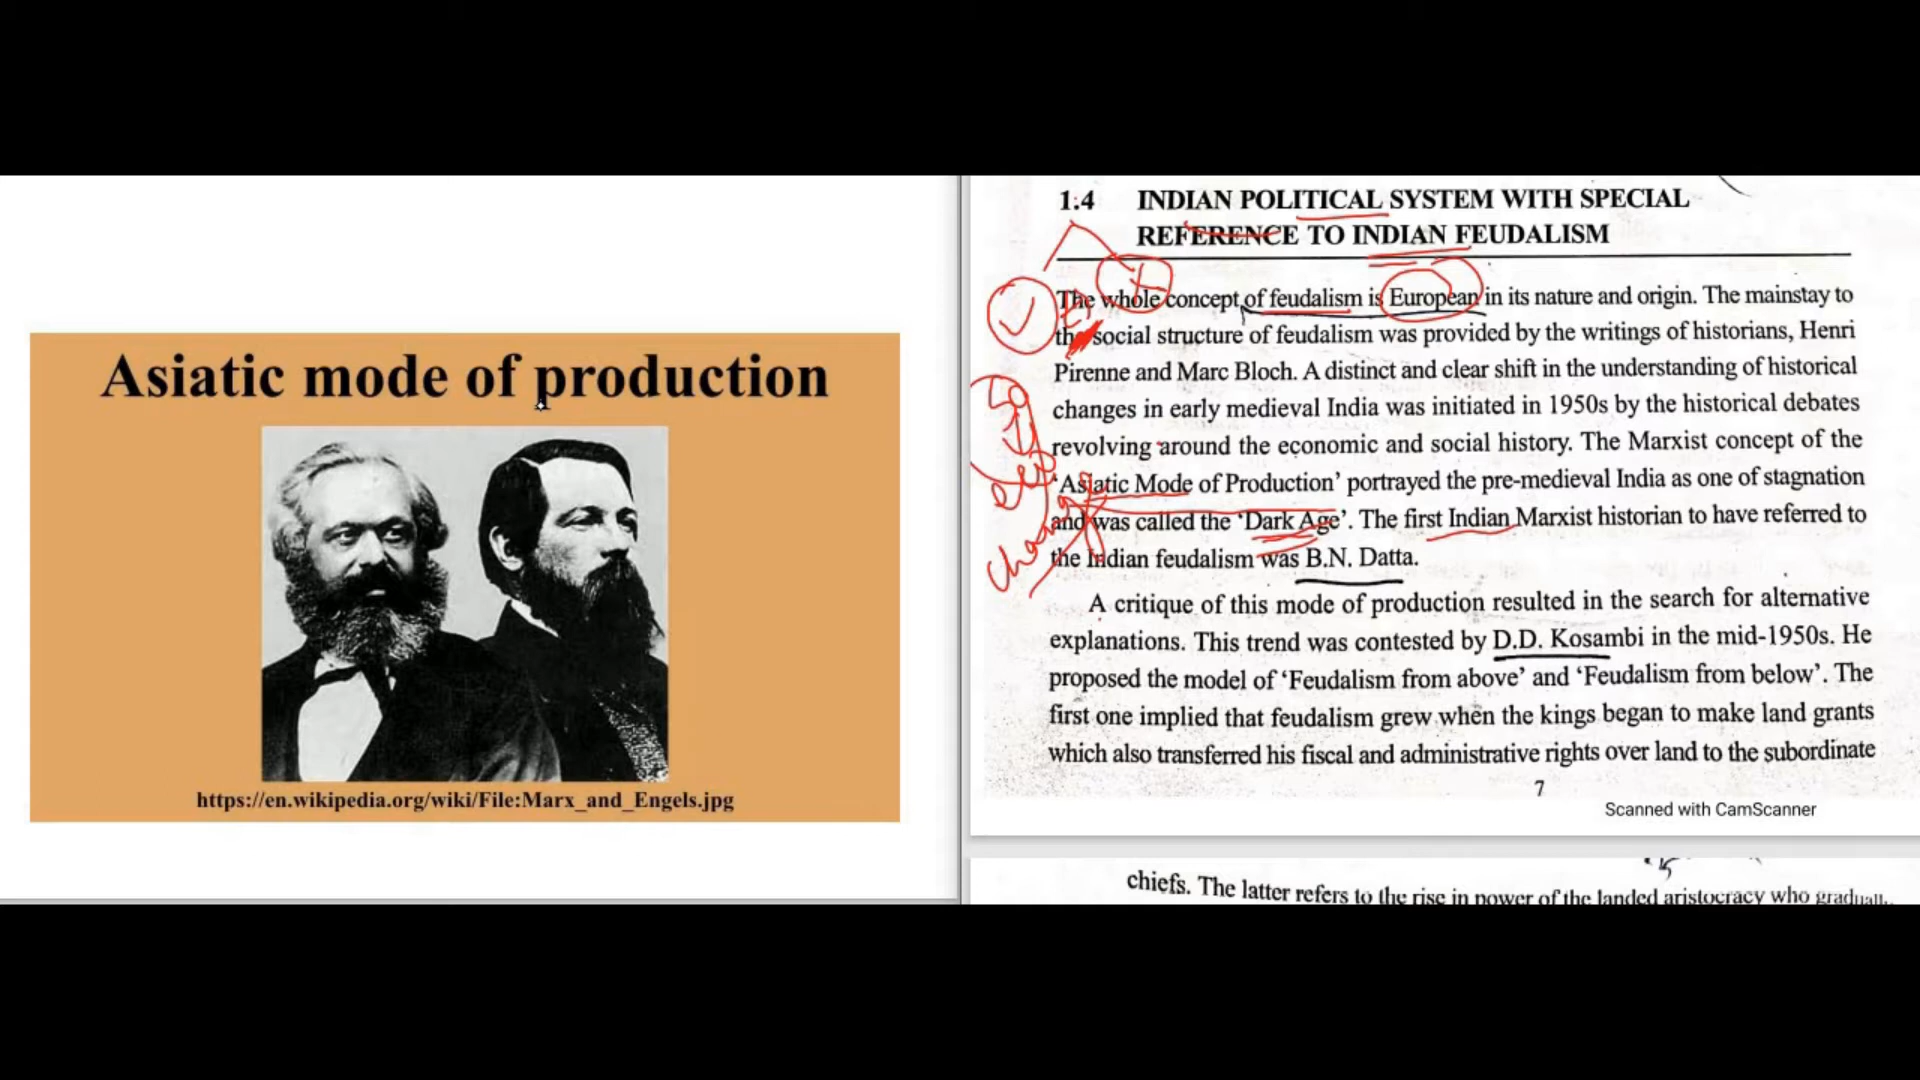 Asiatic mode of production
https://en.wikipedia.org/wiki/File:Marx_and_Engels.jpg
1.4 INDIAN POLITICAL SYSTEM WITH SPECIAL
REFERENCE TO INDIAN FEUDALISM
The whole concept of feudalism is European in its nature and origin. The mainstay to
the social structure of feudalism was provided by the writings of historians, Henri
Pirenne and Marc Bloch. A distinct and clear shift in the understanding of historical
changes in early medieval India was initiated in 1950s by the historical debates
revolving around the economic and social history. The Marxist concept of the
'Asiatic Mode of Production' portrayed the pre-medieval India as one of stagnation
and was called the 'Dark Age'. The first Indian Marxist historian to have referred to
the Indian feudalism was B.N. Datta.
A critique of this mode of production resulted in the search for alternative
explanations. This trend was contested by D.D. Kosambi in the mid-1950s. He
proposed the model of 'Feudalism from above' and 'Feudalism from below'. The
first one implied that feudalism grew when the kings began to make land grants
which also transferred his fiscal and administrative rights over land to the subordinate
7
Scanned with CamScanner
chiefs. The latter refers to the rise in power of the landed aristocracy who
change